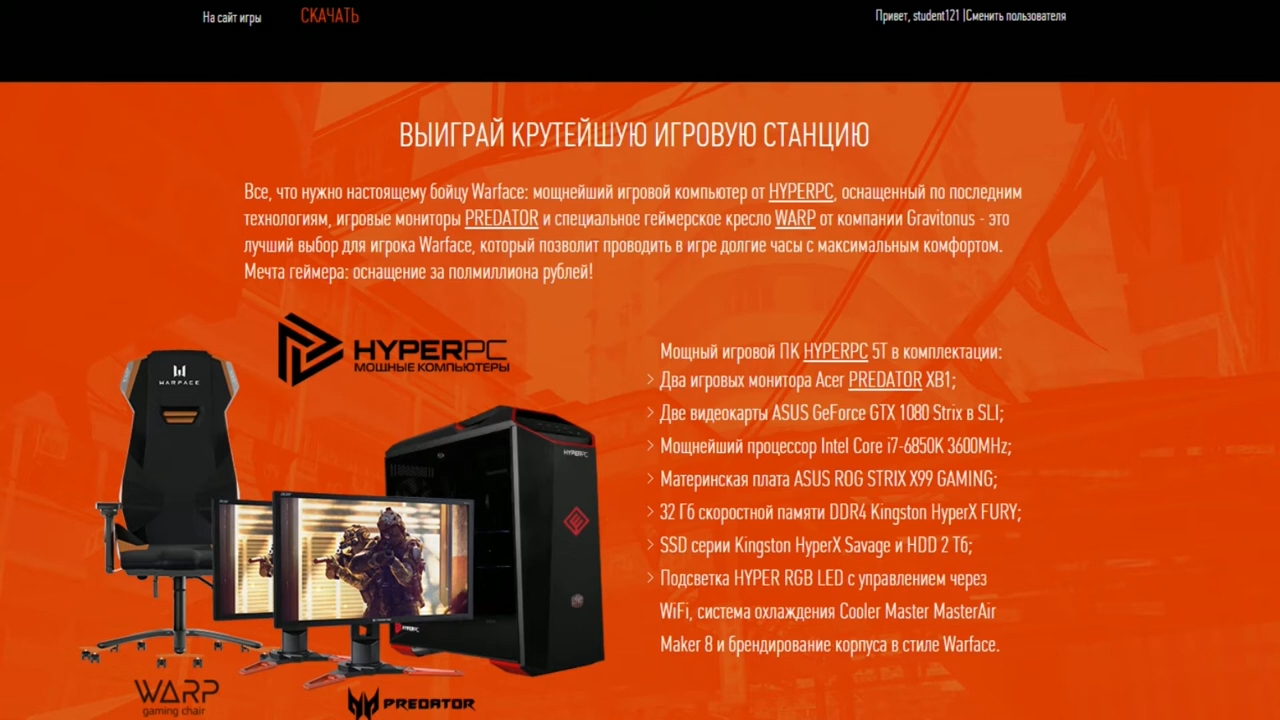 На сайт игры
СКАЧАТЬ
Привет, student121 |Сменить пользователя
ВЫИГРАЙ КРУТЕЙШУЮ ИГРОВУЮ СТАНЦИЮ
Все, что нужно настоящему бойцу Warface: мощнейший игровой компьютер от HYPERPC, оснащенный по последним
технологиям, игровые мониторы PREDATOR и специальное геймерское кресло WARP от компании Gravitonus - это
лучший выбор для игрока Warface, который позволит проводить в игре долгие часы с максимальным комфортом.
Мечта геймера: оснащение за полмиллиона рублей!
HYPERPC
МОЩНЫЕ КОМПЬЮТЕРЫ
WARFACE
HYPERPC
WARP
gaming chair
PREDATOR
Мощный игровой ПК HYPERPC 5T в комплектации:
> Два игровых монитора Acer PREDATOR XB1;
> Две видеокарты ASUS GeForce GTX 1080 Strix в SLI;
> Мощнейший процессор Intel Core i7-6850K 3600MHz;
> Материнская плата ASUS ROG STRIX X99 GAMING;
> 32 Гб скоростной памяти DDR4 Kingston HyperX FURY;
> SSD серии Kingston HyperX Savage и HDD 2 Тб;
> Подсветка HYPER RGB LED с управлением через
WiFi, система охлаждения Cooler Master MasterAir
Maker 8 и брендирование корпуса в стиле Warface.